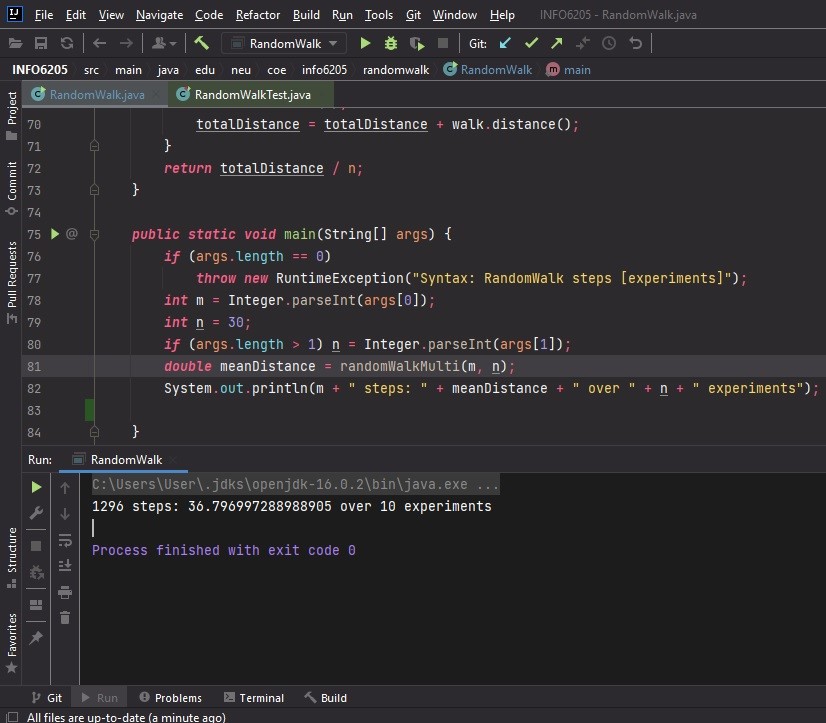 IJ File Edit View Navigate Code Refactor Build Run Tools Git Window Help INFO6205 - RandomWalk.java
RandomWalk Git:
INFO6205 src main java edu neu coe info6205 randomwalk RandomWalk main
RandomWalk.java RandomWalkTest.java
Project
Commit
Pull Requests
70 totalDistance = totalDistance + walk.distance();
71 }
72 return totalDistance / n;
73 }
74
75 @ public static void main(String[] args) {
76 if (args.length == 0)
77 throw new RuntimeException("Syntax: RandomWalk steps [experiments]");
78 int m = Integer.parseInt(args[0]);
79 int n = 30;
80 if (args.length > 1) n = Integer.parseInt(args[1]);
81 double meanDistance = randomWalkMulti(m, n);
82 System.out.println(m + " steps: " + meanDistance + " over " + n + " experiments");
83
84 }
Run: RandomWalk
C:\Users\User\.jdks\openjdk-16.0.2\bin\java.exe ...
1296 steps: 36.796997288988905 over 10 experiments
Process finished with exit code 0
Structure
Favorites
Git Run Problems Terminal Build
All files are up-to-date (a minute ago)